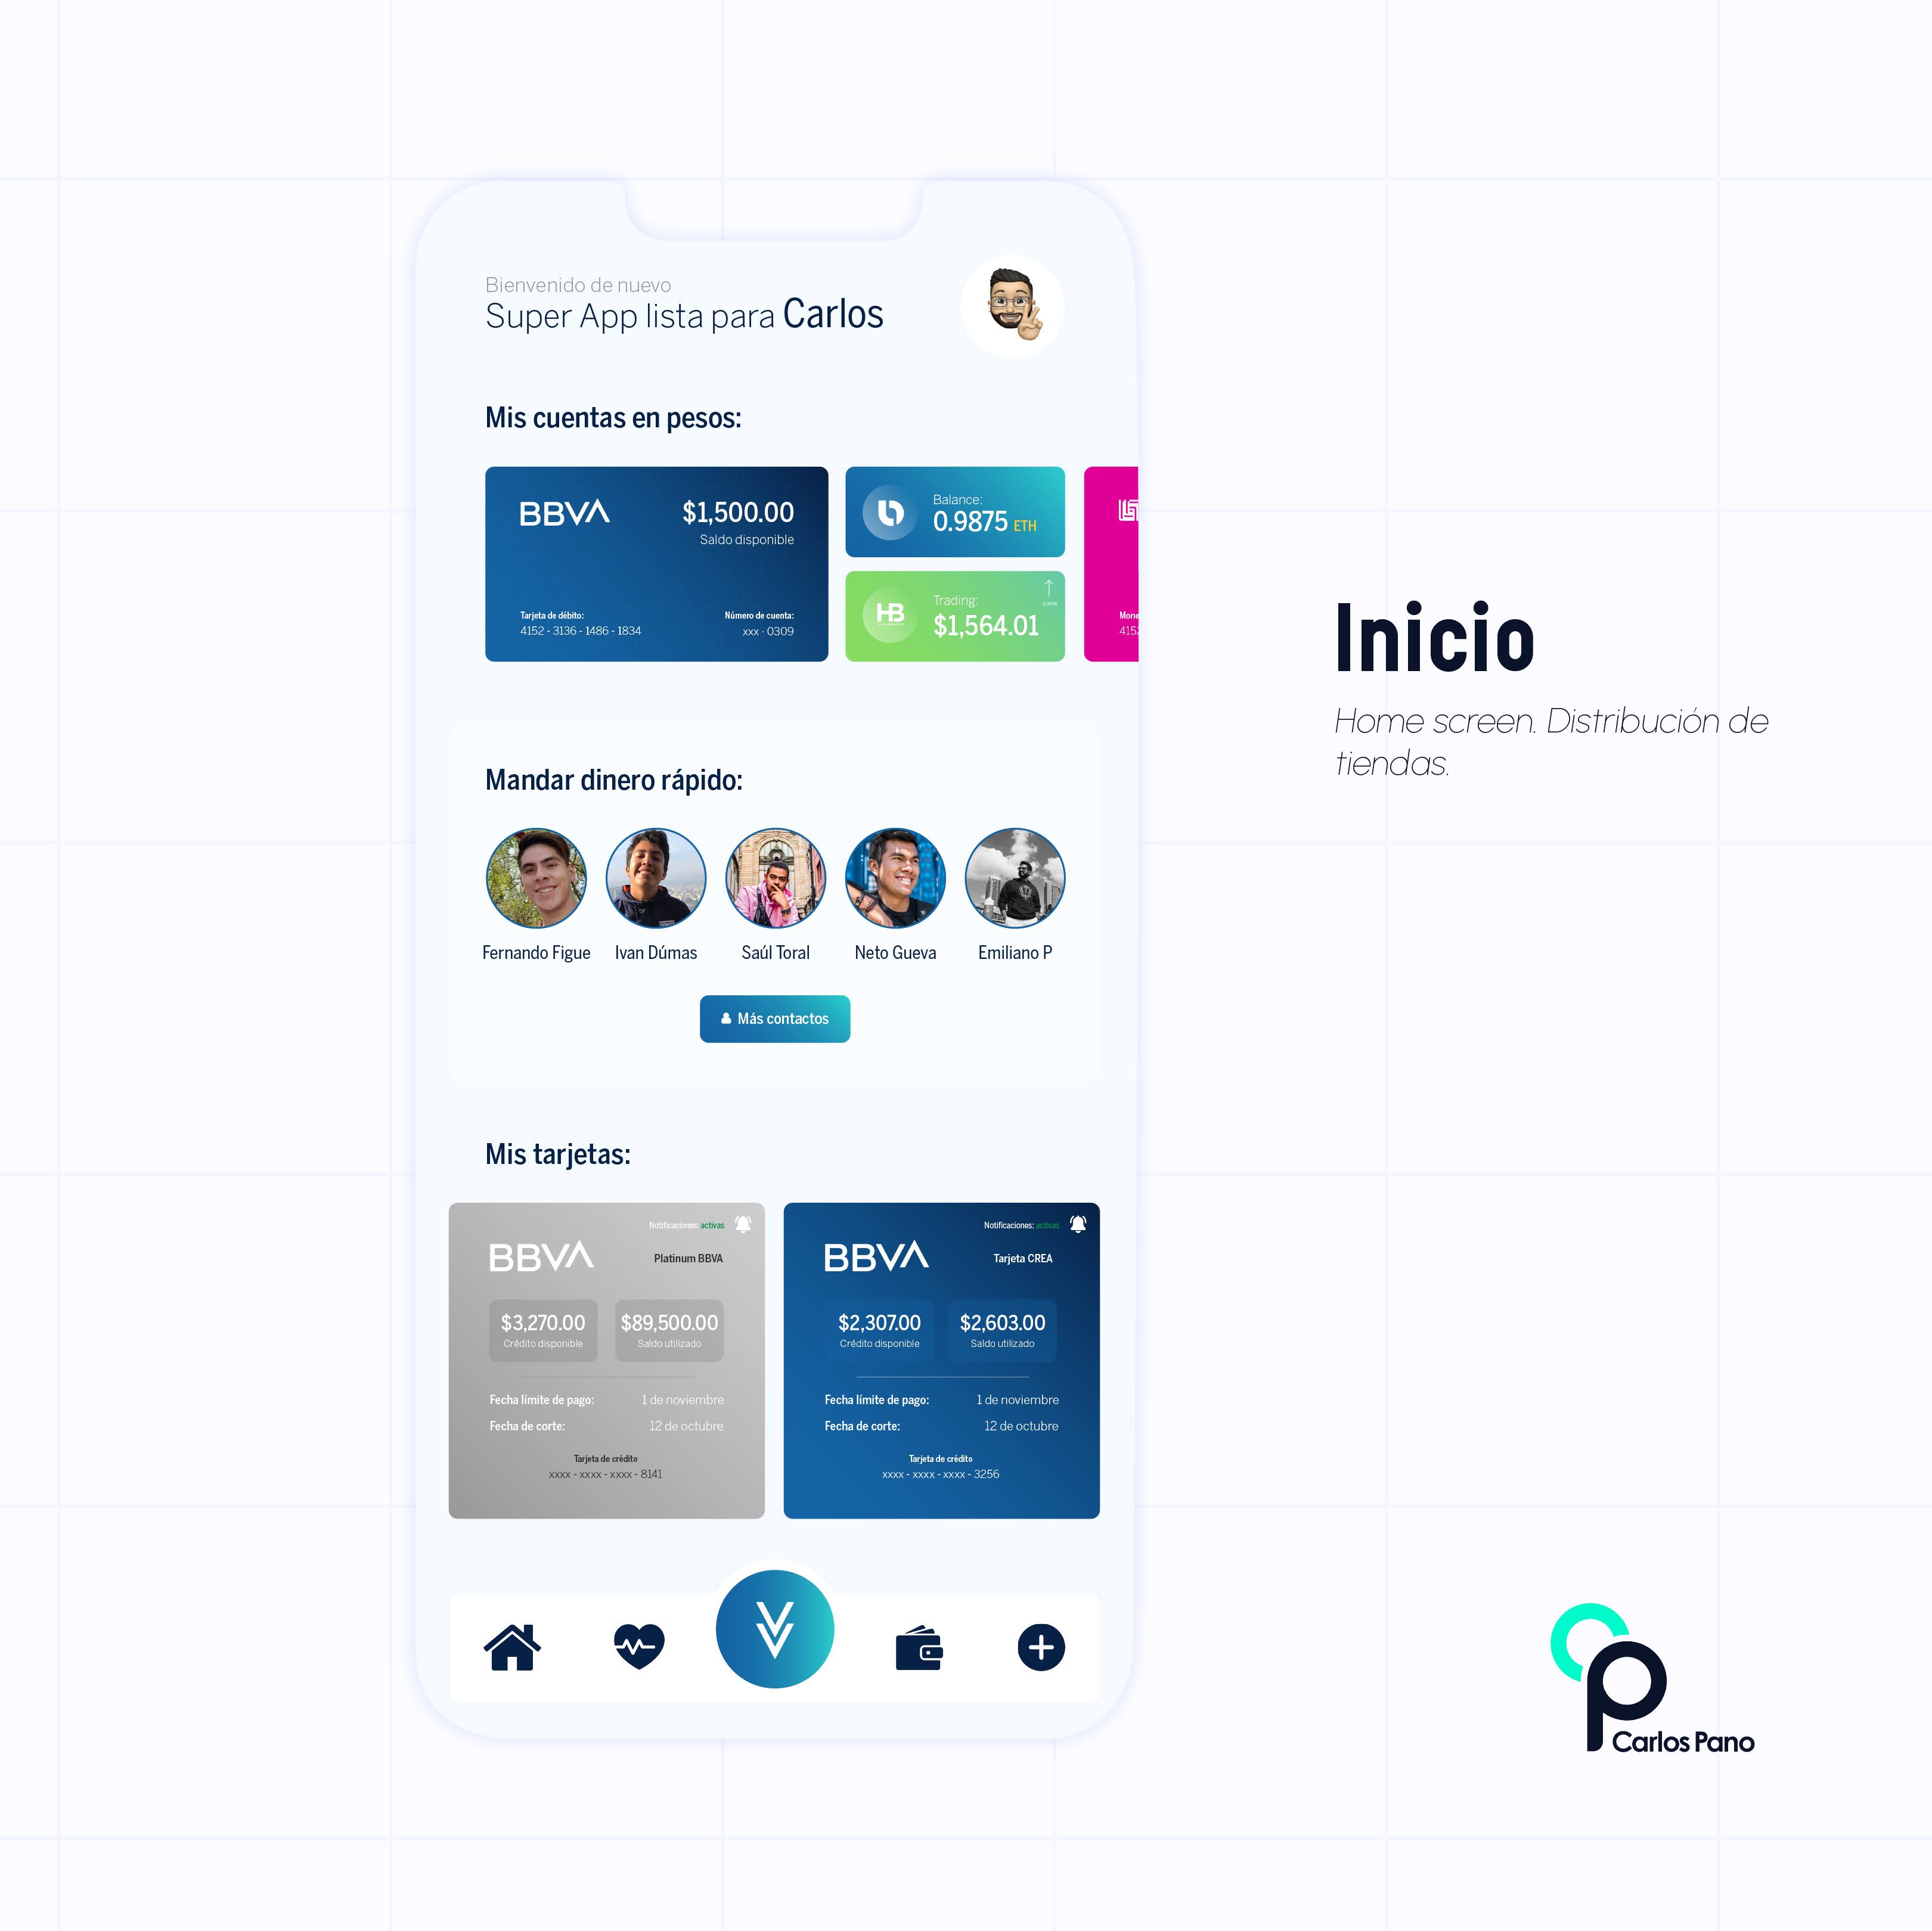 Bienvenido de nuevo
Super App lista para Carlos
Mis cuentas en pesos:
BBVA
$1,500.00
Saldo disponible
Tarjeta de débito:
4152 - 3136 - 1486 - 1834
Número de cuenta:
xxx · 0309
Balance:
0.9875 ETH
HB
Trading:
$1,564.01
Mone
415
Mandar dinero rápido:
Fernando Figue
Ivan Dúmas
Saúl Toral
Neto Gueva
Emiliano P
Más contactos
Mis tarjetas:
Notificaciones: activas
BBVA
Platinum BBVA
$3,270.00
Crédito disponible
$89,500.00
Saldo utilizado
Fecha límite de pago:
1 de noviembre
Fecha de corte:
12 de octubre
Tarjeta de crédito
xxxx - xxxx - xxxx - 8141
Notificaciones: activas
BBVA
Tarjeta CREA
$2,307.00
Crédito disponible
$2,603.00
Saldo utilizado
Fecha límite de pago:
1 de noviembre
Fecha de corte:
12 de octubre
Tarjeta de crédito
xxxx - xxxx - xxxx - 3256
Inicio
Home screen. Distribución de
tiendas.
Carlos Pano